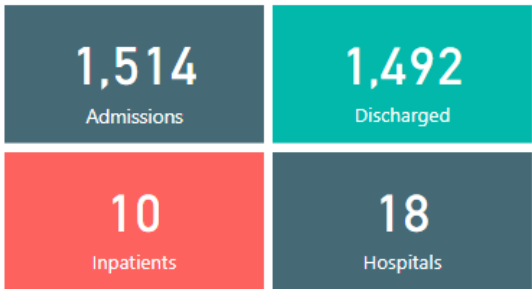 1,514
Admissions
1,492
Discharged
10
Inpatients
18
Hospitals